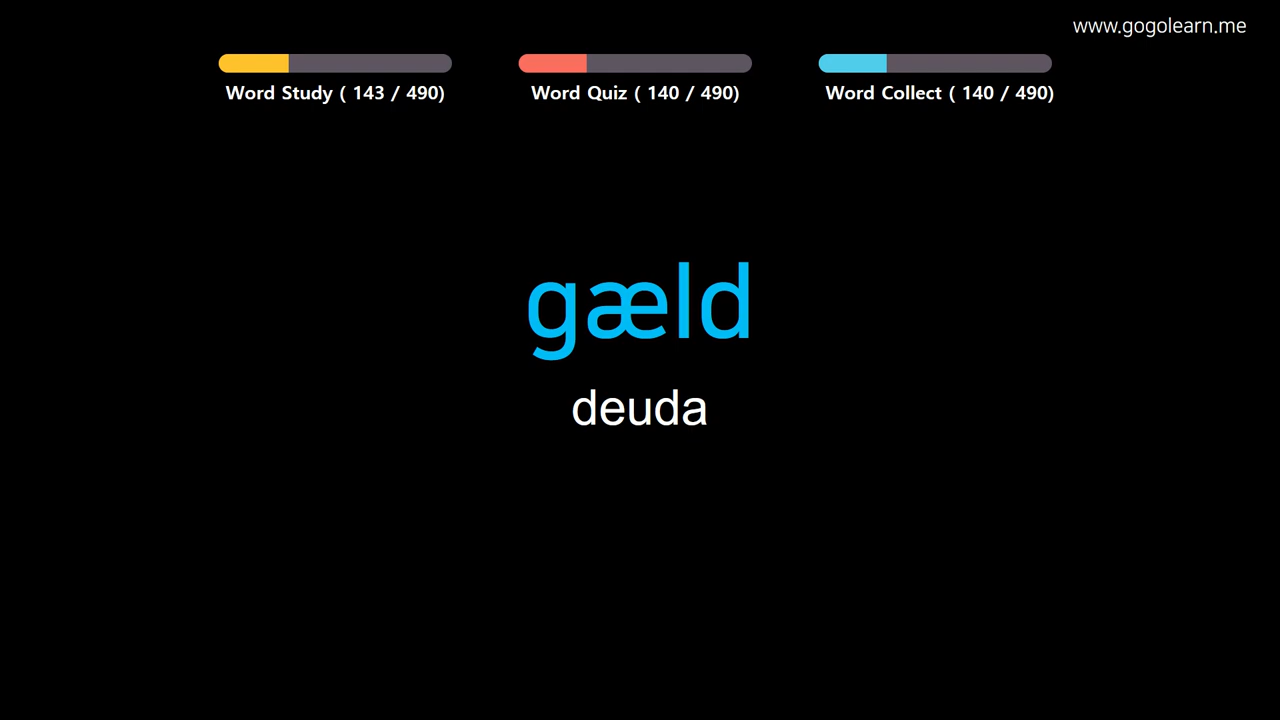 www.gogolearn.me
Word Study ( 143 / 490)
Word Quiz ( 140 / 490)
Word Collect ( 140 / 490)
gæld
deuda